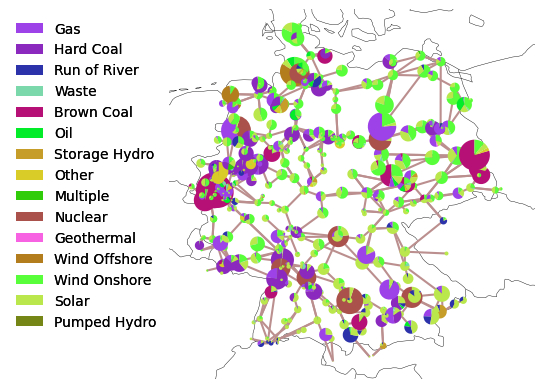 Gas
Hard Coal
Run of River
Waste
Brown Coal
Oil
Storage Hydro
Other
Multiple
Nuclear
Geothermal
Wind Offshore
Wind Onshore
Solar
Pumped Hydro